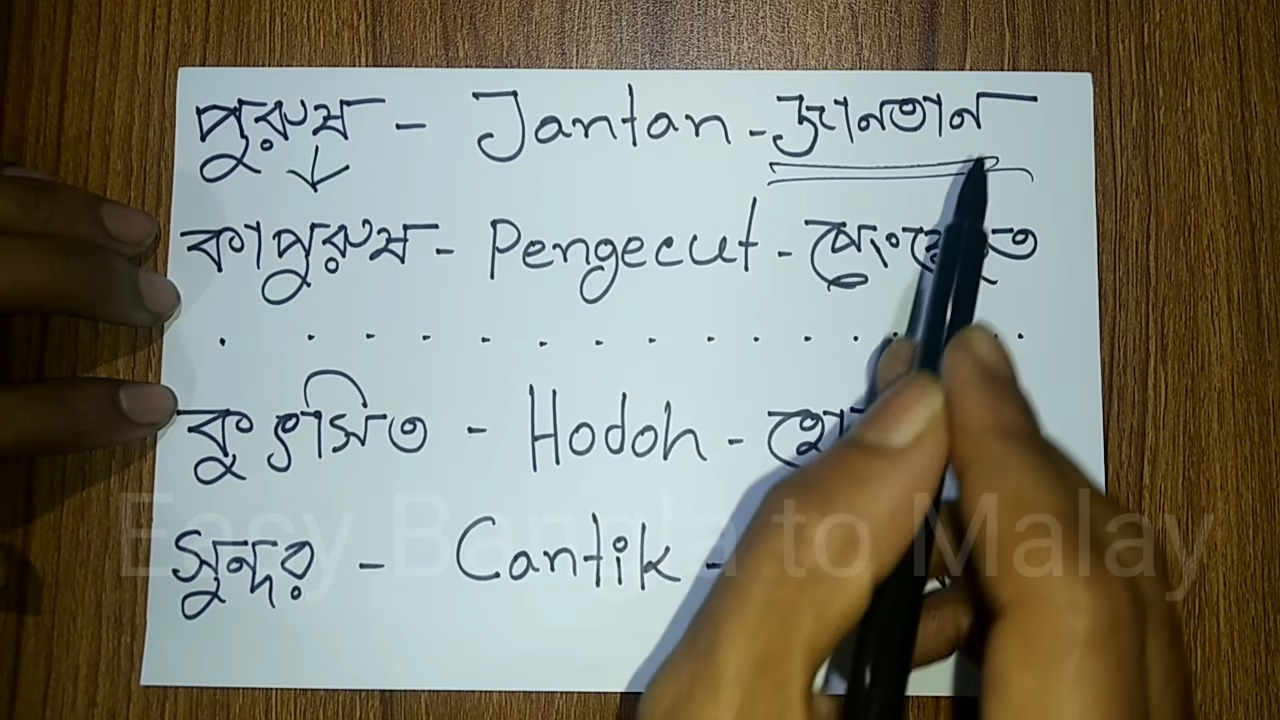 পুরুষ - Jantan - জানতান
কাপুরুষ - Pengecut -
কুৎসিত - Hodoh -
সুন্দর - Cantik -
Easy Bangla to Malay